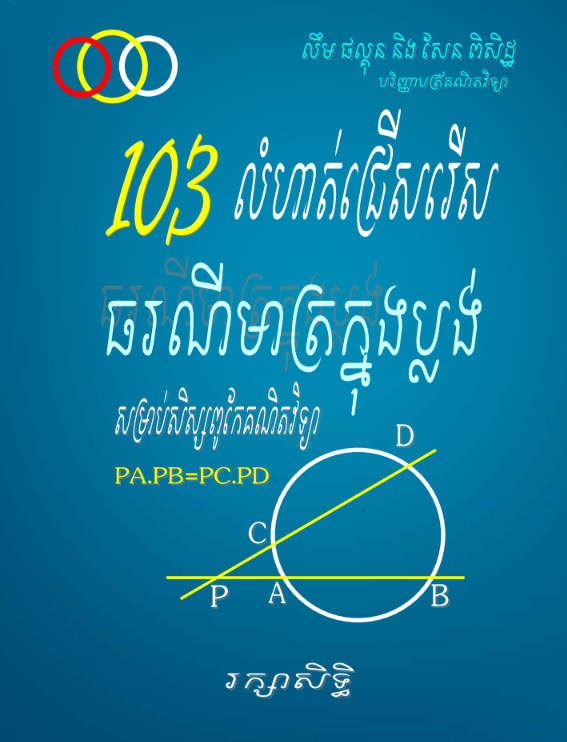 លឹម ផល្គុន និង សែន ពិសិដ្ឋ
បរិញ្ញាបត្រគណិតវិទ្យា
103 លំហាត់ជ្រើសរើស
ធរណីមាត្រក្នុងប្លង់
សម្រាប់សិស្សពូកែគណិតវិទ្យា
PA.PB=PC.PD
D
C
P A B
រក្សាសិទ្ធិ